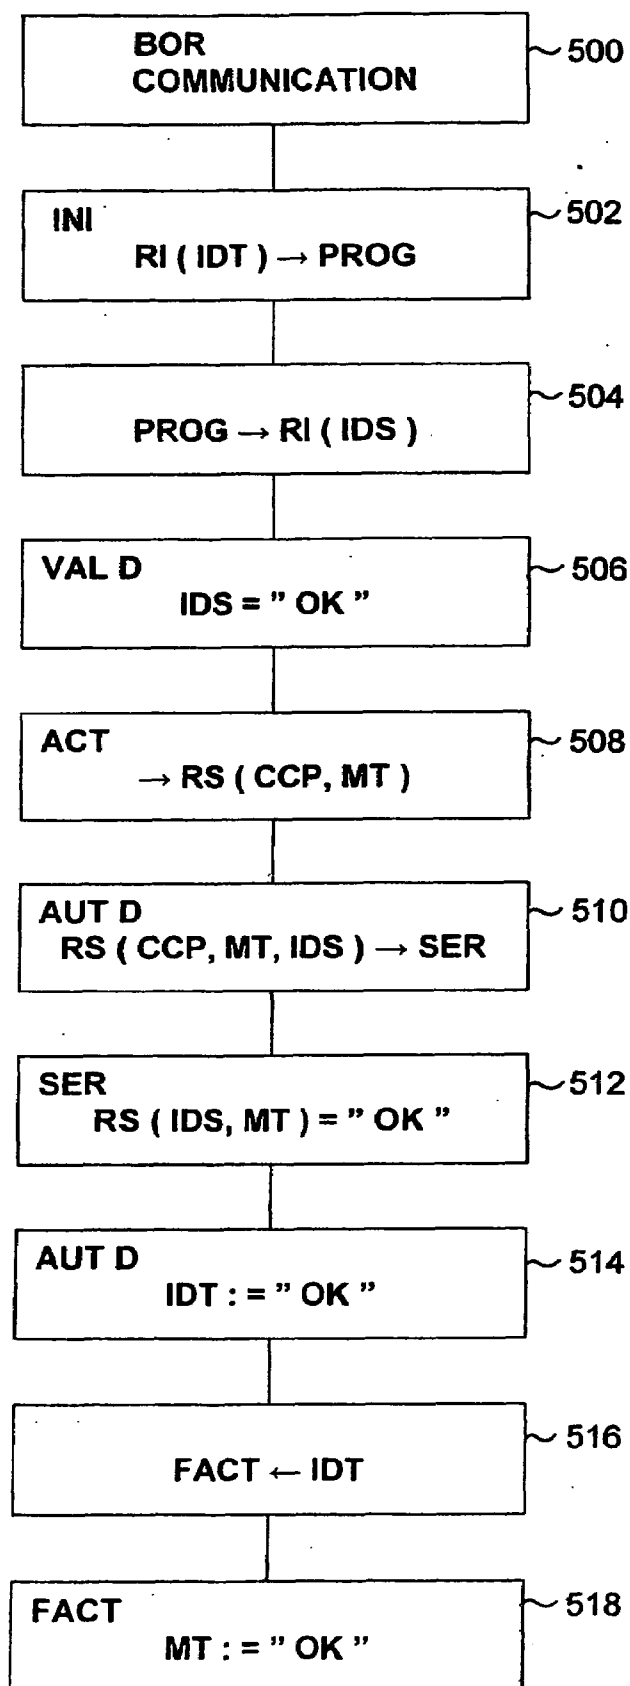 BOR
COMMUNICATION
500
INI
RI ( IDT ) → PROG
502
PROG → RI ( IDS )
504
VAL D
IDS = " OK "
506
ACT
→ RS ( CCP, MT )
508
AUT D
RS ( CCP, MT, IDS ) → SER
510
SER
RS ( IDS, MT ) = " OK "
512
AUT D
IDT : = " OK "
514
FACT ← IDT
516
FACT
MT : = " OK "
518